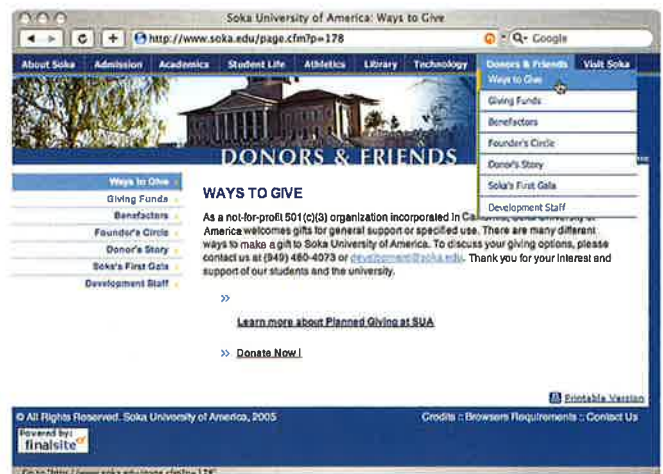 Soka University of America: Ways to Give
http://www.soka.edu/page.cfm?p=178
Google
About Soka Admission Academics Student Life Athletics Library Technology Donors & Friends Visit Soka
Ways to Give
Giving Funds
Benefactors
Founder's Circle
Donor's Story
Soka's First Gala
Development Staff
DONORS & FRIENDS
Ways to Give
Giving Funds
Benefactors
Founder's Circle
Donor's Story
Soka's First Gala
Development Staff
WAYS TO GIVE
As a not-for-profit 501(c)(3) organization incorporated in University of
America welcomes gifts for general support or specified use. There are many different
ways to make a gift to Soka University of America. To discuss your giving options, please
contact us at (949) 480-4073 or development@soka.edu. Thank you for your interest and
support of our students and the university.
»
Learn more about Planned Giving at SUA
» Donate Now!
Printable Version
© All Rights Reserved. Soka University of America, 2005 Credits :: Browsers Requirements :: Contact Us
Powered by:
finalsite
Go to "http://www.soka.edu/page.cfm?p=178"